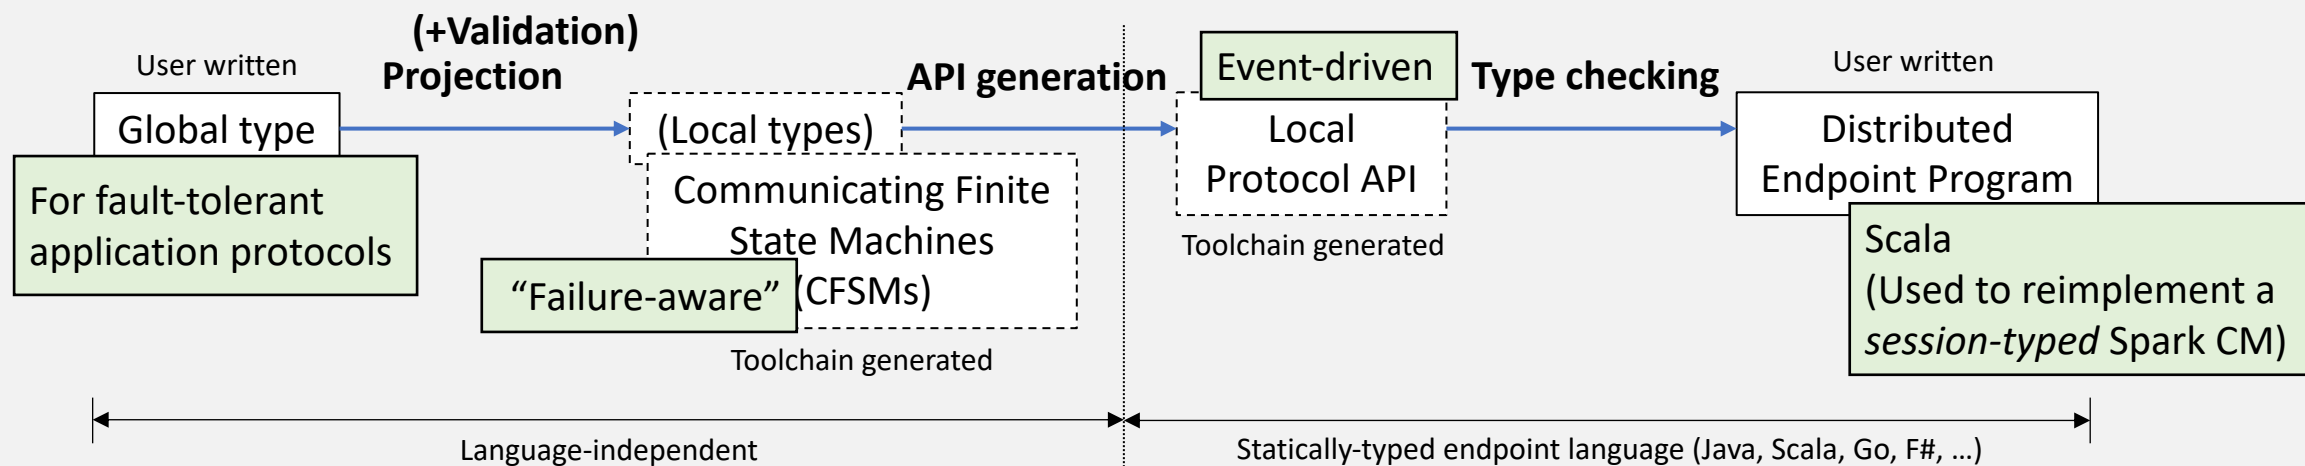 (+Validation)
Projection
User written
Global type
For fault-tolerant
application protocols
(Local types)
Communicating Finite
State Machines
(CFSMs)
“Failure-aware”
Toolchain generated
API generation
Event-driven
Local
Protocol API
Toolchain generated
Type checking
User written
Distributed
Endpoint Program
Scala
(Used to reimplement a
session-typed Spark CM)
Language-independent
Statically-typed endpoint language (Java, Scala, Go, F#, ...)